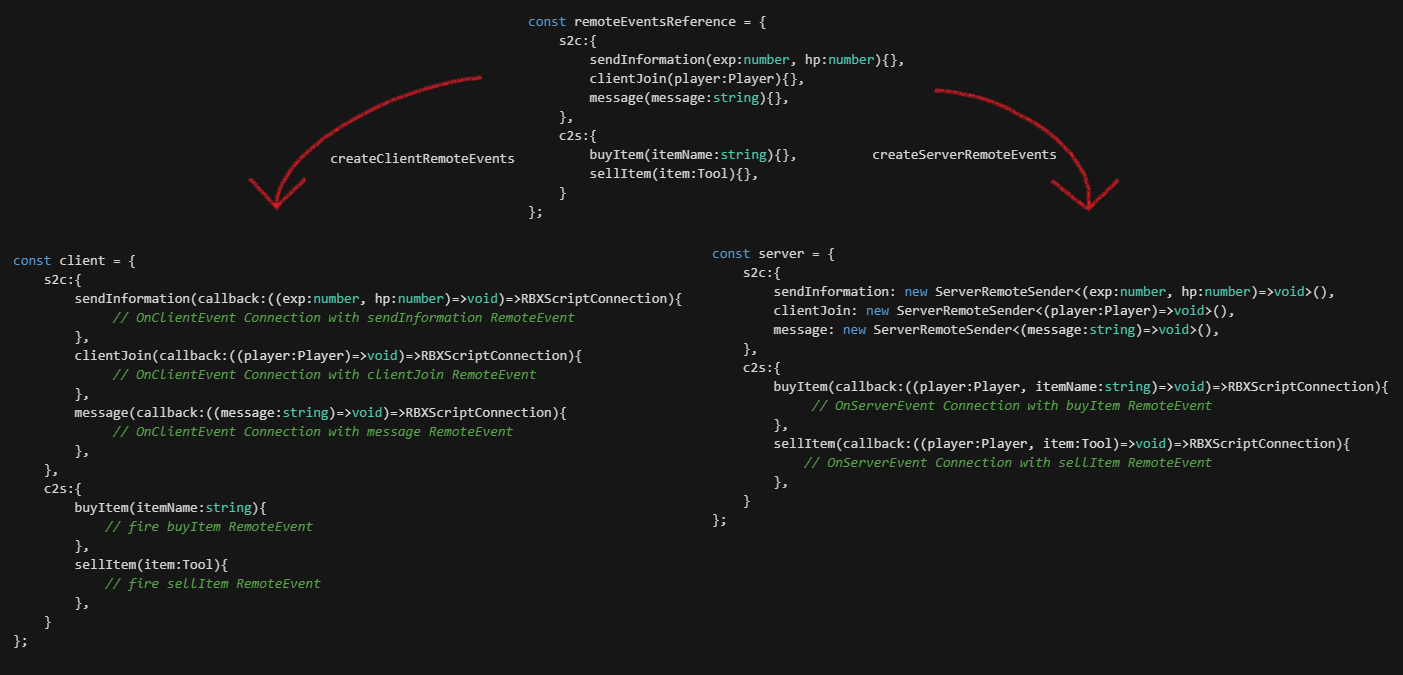 const remoteEventsReference = {
    s2c:{
        sendInformation(exp:number, hp:number){},
        clientJoin(player:Player){},
        message(message:string){},
    },
    c2s:{
        buyItem(itemName:string){},
        sellItem(item:Tool){},
    }
};
createClientRemoteEvents
createServerRemoteEvents
const client = {
    s2c:{
        sendInformation(callback:((exp:number, hp:number)=>void)=>RBXScriptConnection){
             // OnClientEvent Connection with sendInformation RemoteEvent
        },
        clientJoin(callback:((player:Player)=>void)=>RBXScriptConnection){
             // OnClientEvent Connection with clientJoin RemoteEvent
        },
        message(callback:((message:string)=>void)=>RBXScriptConnection){
             // OnClientEvent Connection with message RemoteEvent
        },
    },
    c2s:{
        buyItem(itemName:string){
            // fire buyItem RemoteEvent
        },
        sellItem(item:Tool){
            // fire sellItem RemoteEvent
        },
    }
};
const server = {
    s2c:{
        sendInformation: new ServerRemoteSender<(exp:number, hp:number)=>void>(),
        clientJoin: new ServerRemoteSender<(player:Player)=>void>(),
        message: new ServerRemoteSender<(message:string)=>void>(),
    },
    c2s:{
        buyItem(callback:((player:Player, itemName:string)=>void)=>RBXScriptConnection){
             // OnServerEvent Connection with buyItem RemoteEvent
        },
        sellItem(callback:((player:Player, item:Tool)=>void)=>RBXScriptConnection){
            // OnServerEvent Connection with sellItem RemoteEvent
        },
    }
};